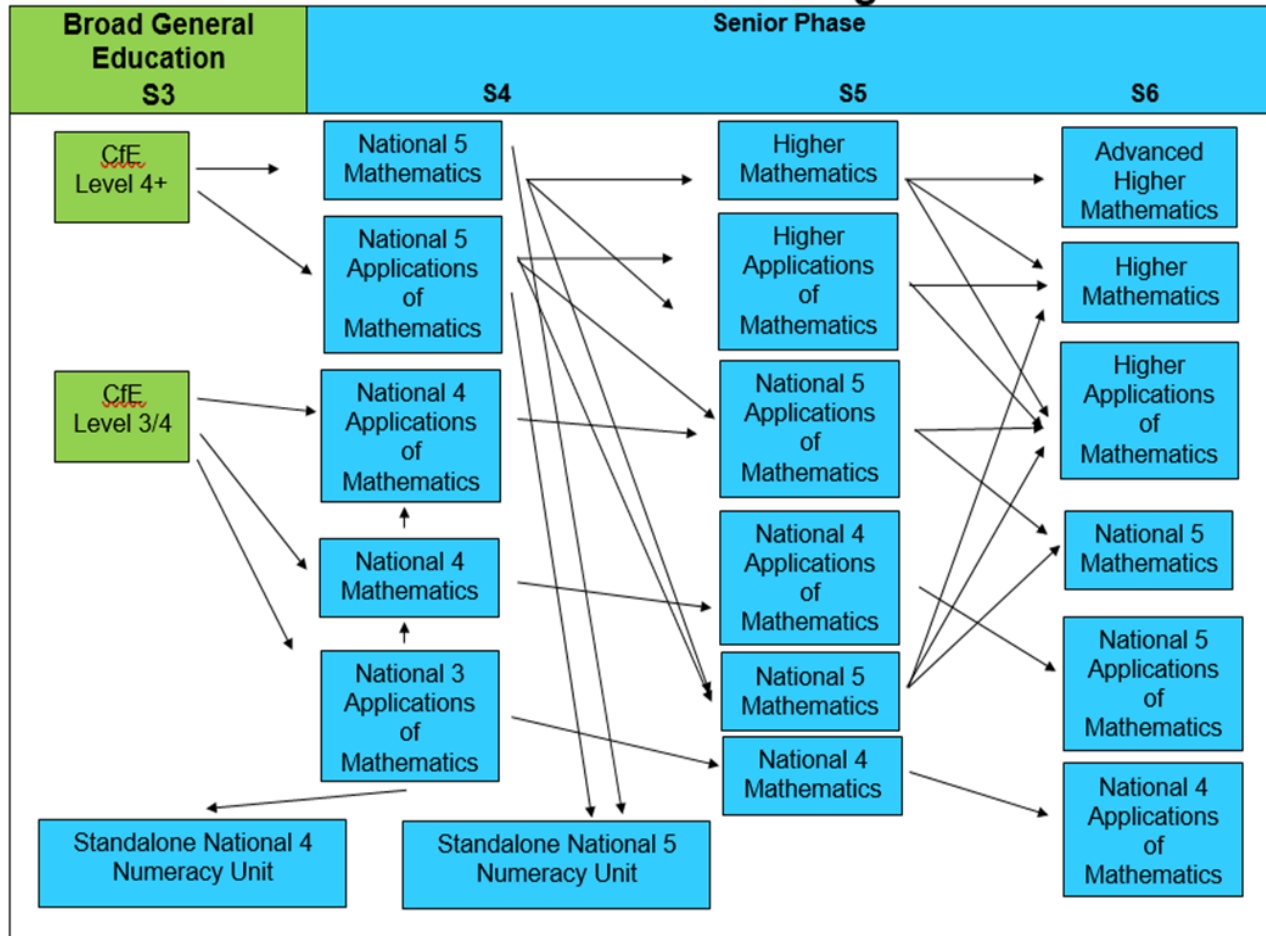 Broad General
Education
S3
Senior Phase
S4
S5
S6
CfE
Level 4+
CfE
Level 3/4
National 5
Mathematics
National 5
Applications
of
Mathematics
National 4
Applications
of
Mathematics
National 4
Mathematics
National 3
Applications
of
Mathematics
Standalone National 4
Numeracy Unit
Standalone National 5
Numeracy Unit
Higher
Mathematics
Higher
Applications
of
Mathematics
National 5
Applications
of
Mathematics
National 4
Applications
of
Mathematics
National 5
Mathematics
National 4
Mathematics
Advanced
Higher
Mathematics
Higher
Mathematics
Higher
Applications
of
Mathematics
National 5
Mathematics
National 5
Applications
of
Mathematics
National 4
Applications
of
Mathematics